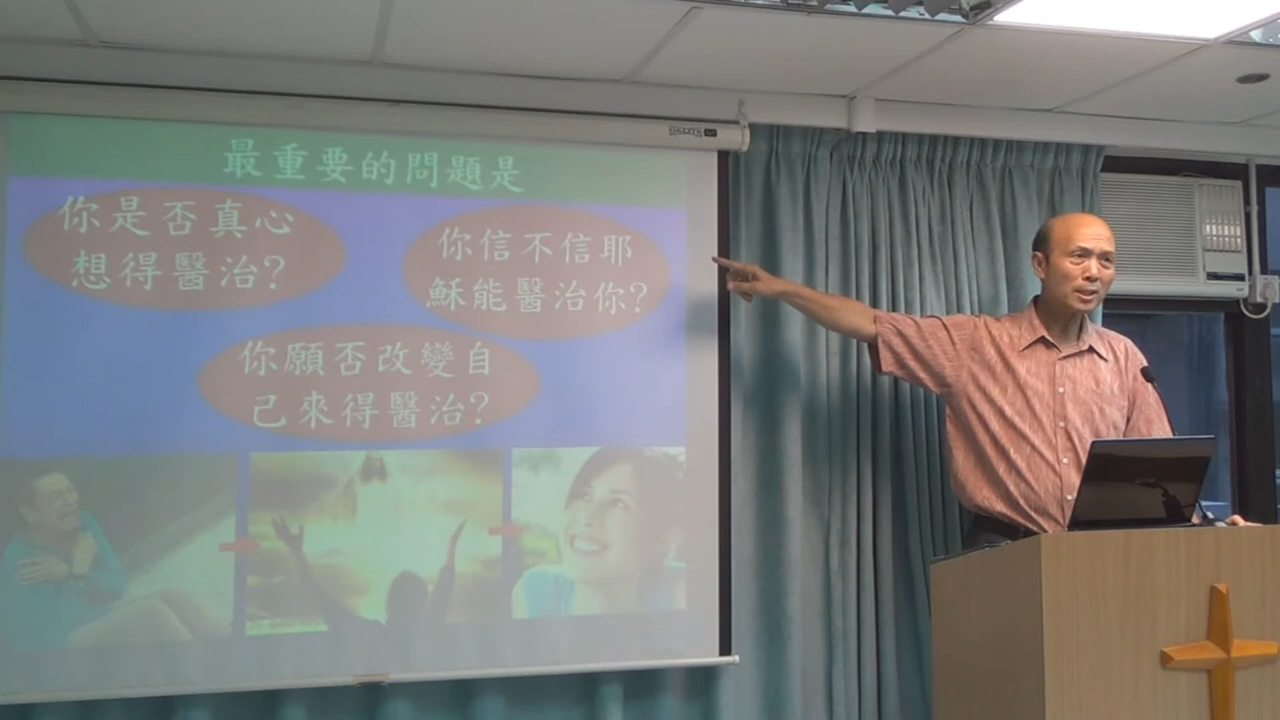 最重要的問題是
你是否真心
想得醫治?
你信不信耶
穌能醫治你?
你願否改變自
己來得醫治?